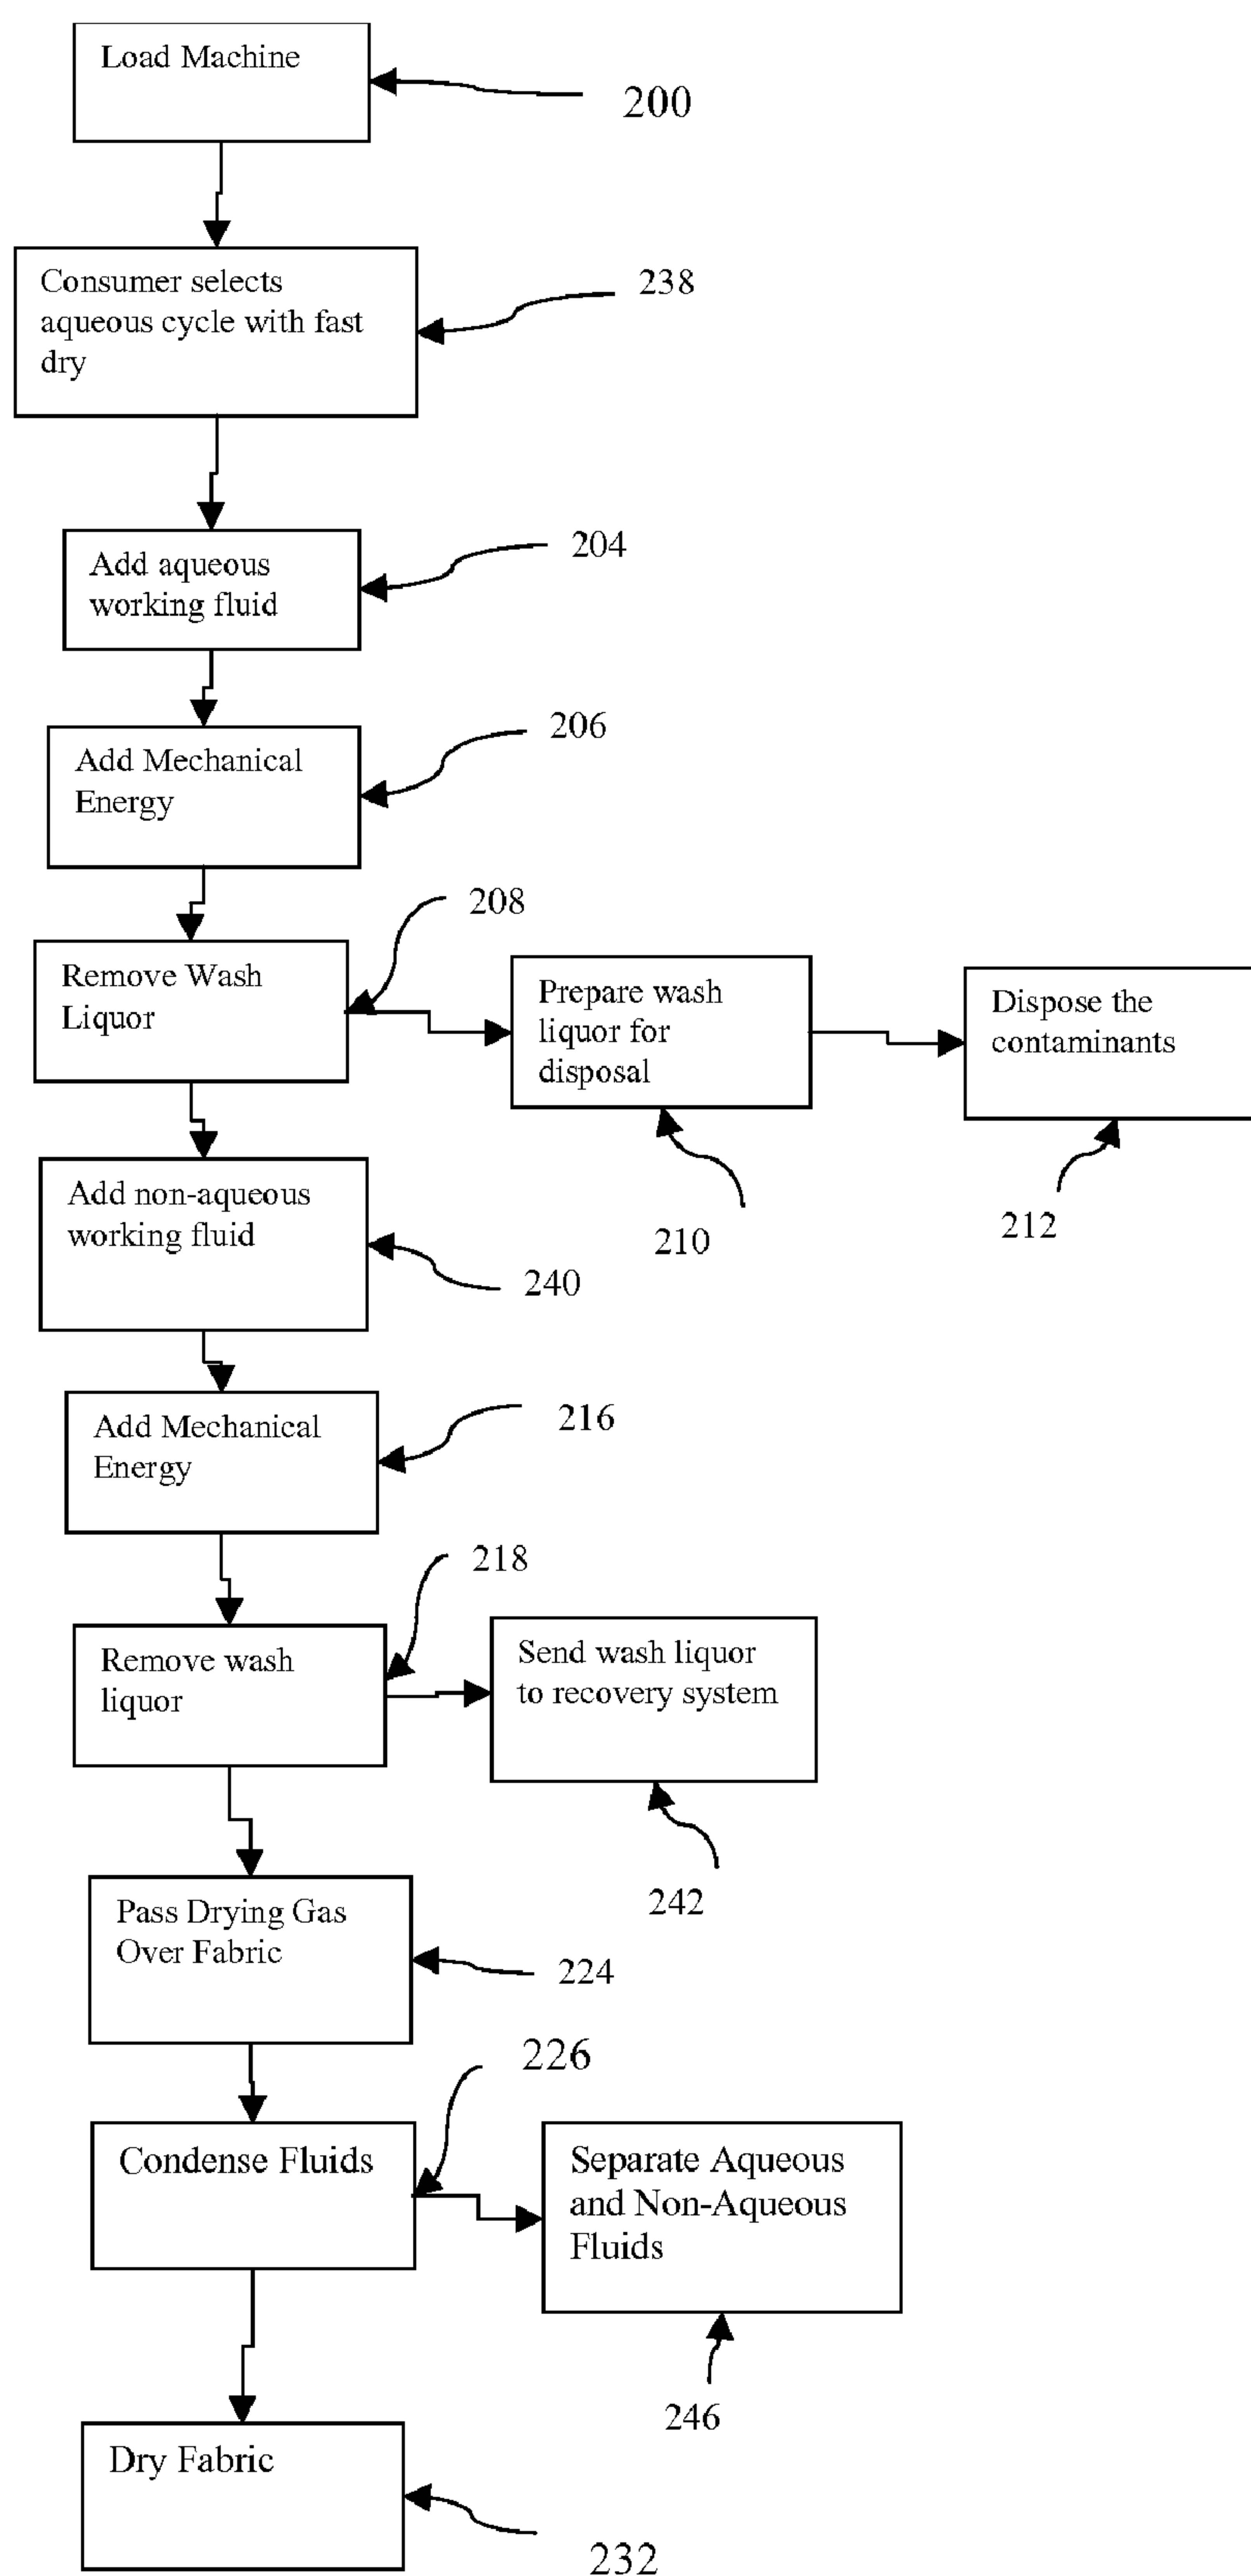 Load Machine
200
Consumer selects
aqueous cycle with fast
dry
238
Add aqueous
working fluid
204
Add Mechanical
Energy
206
Remove Wash
Liquor
208
Prepare wash
liquor for
disposal
210
Dispose the
contaminants
212
Add non-aqueous
working fluid
240
Add Mechanical
Energy
216
Remove wash
liquor
218
Send wash liquor
to recovery system
242
Pass Drying Gas
Over Fabric
224
Condense Fluids
226
Separate Aqueous
and Non-Aqueous
Fluids
246
Dry Fabric
232